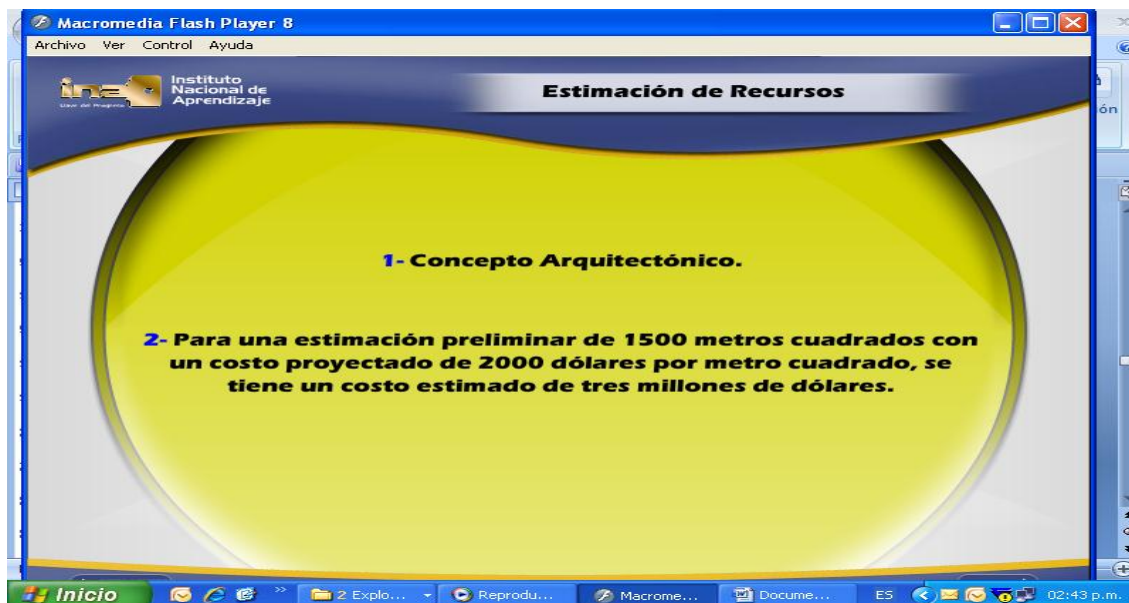 Macromedia Flash Player 8
Archivo Ver Control Ayuda
ina
Instituto
Nacional de
Aprendizaje
Estimación de Recursos
ón
1- Concepto Arquitectónico.
2- Para una estimación preliminar de 1500 metros cuadrados con
un costo proyectado de 2000 dólares por metro cuadrado, se
tiene un costo estimado de tres millones de dólares.
Inicio
2 Explo...
Reprodu...
Macrome...
Docume...
ES
02:43 p.m.